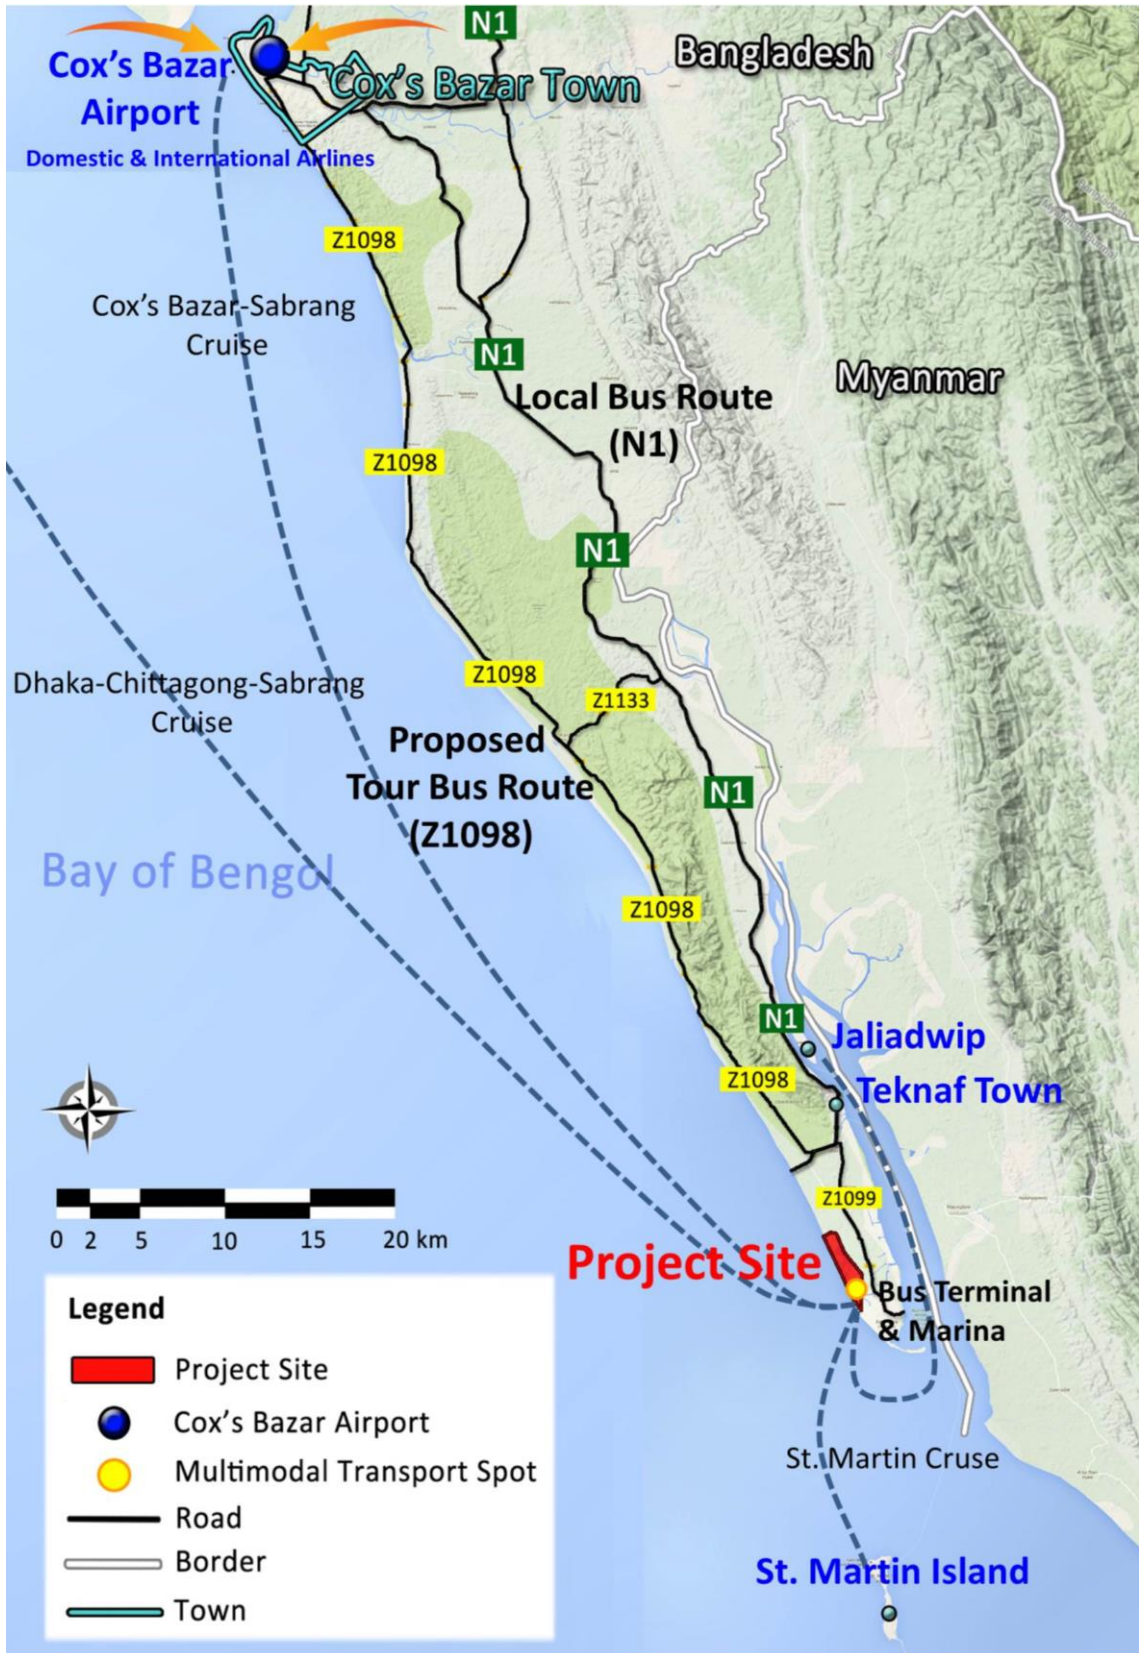 N1
Bangladesh
Cox's Bazar
Airport
Cox's Bazar Town
Domestic & International Airlines
Z1098
Cox's Bazar-Sabrang
Cruise
N1
Myanmar
Local Bus Route
(N1)
Z1098
N1
Z1098
Dhaka-Chittagong-Sabrang
Cruise
Z1133
Proposed
Tour Bus Route
(Z1098)
N1
Bay of Bengol
Z1098
N1
Jaliadwip
Z1098
Teknaf Town
Z1099
0 2 5 10 15 20 km
Project Site
Bus Terminal
& Marina
Legend
Project Site
Cox's Bazar Airport
Multimodal Transport Spot
Road
Border
Town
St. Martin Cruse
St. Martin Island